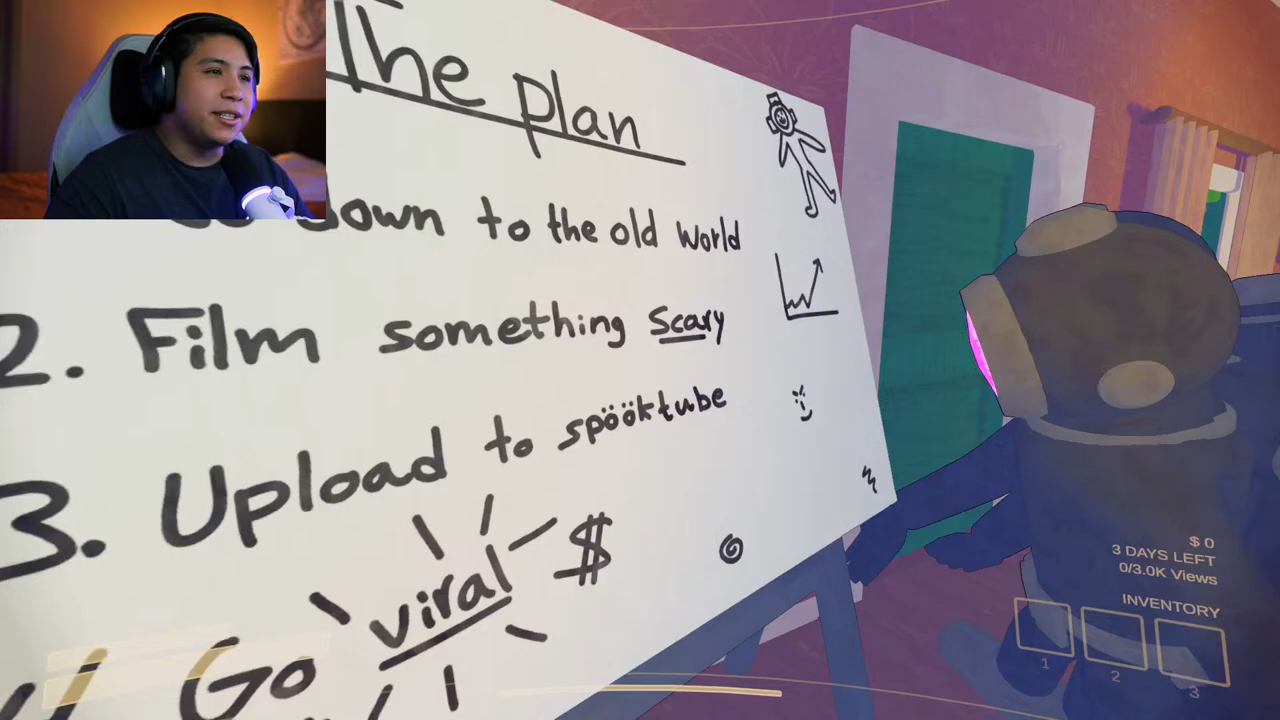 The plan
down to the old world
2. Film something scary
3. Upload to spööktube
Go viral $
$ 0
3 DAYS LEFT
0/3.0K Views
INVENTORY
1 2 3